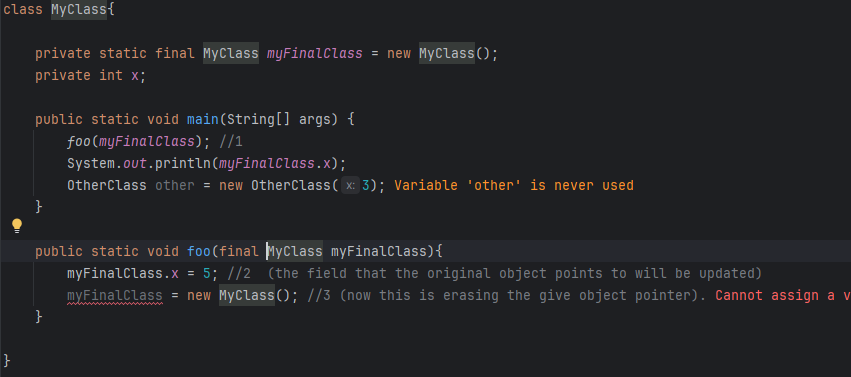 class MyClass{
private static final MyClass myFinalClass = new MyClass();
private int x;
public static void main(String[] args) {
foo(myFinalClass); //1
System.out.println(myFinalClass.x);
OtherClass other = new OtherClass( x: 3); Variable 'other' is never used
}
public static void foo(final MyClass myFinalClass){
myFinalClass.x = 5; //2  (the field that the original object points to will be updated)
myFinalClass = new MyClass(); //3 (now this is erasing the give object pointer). Cannot assign a v
}
}